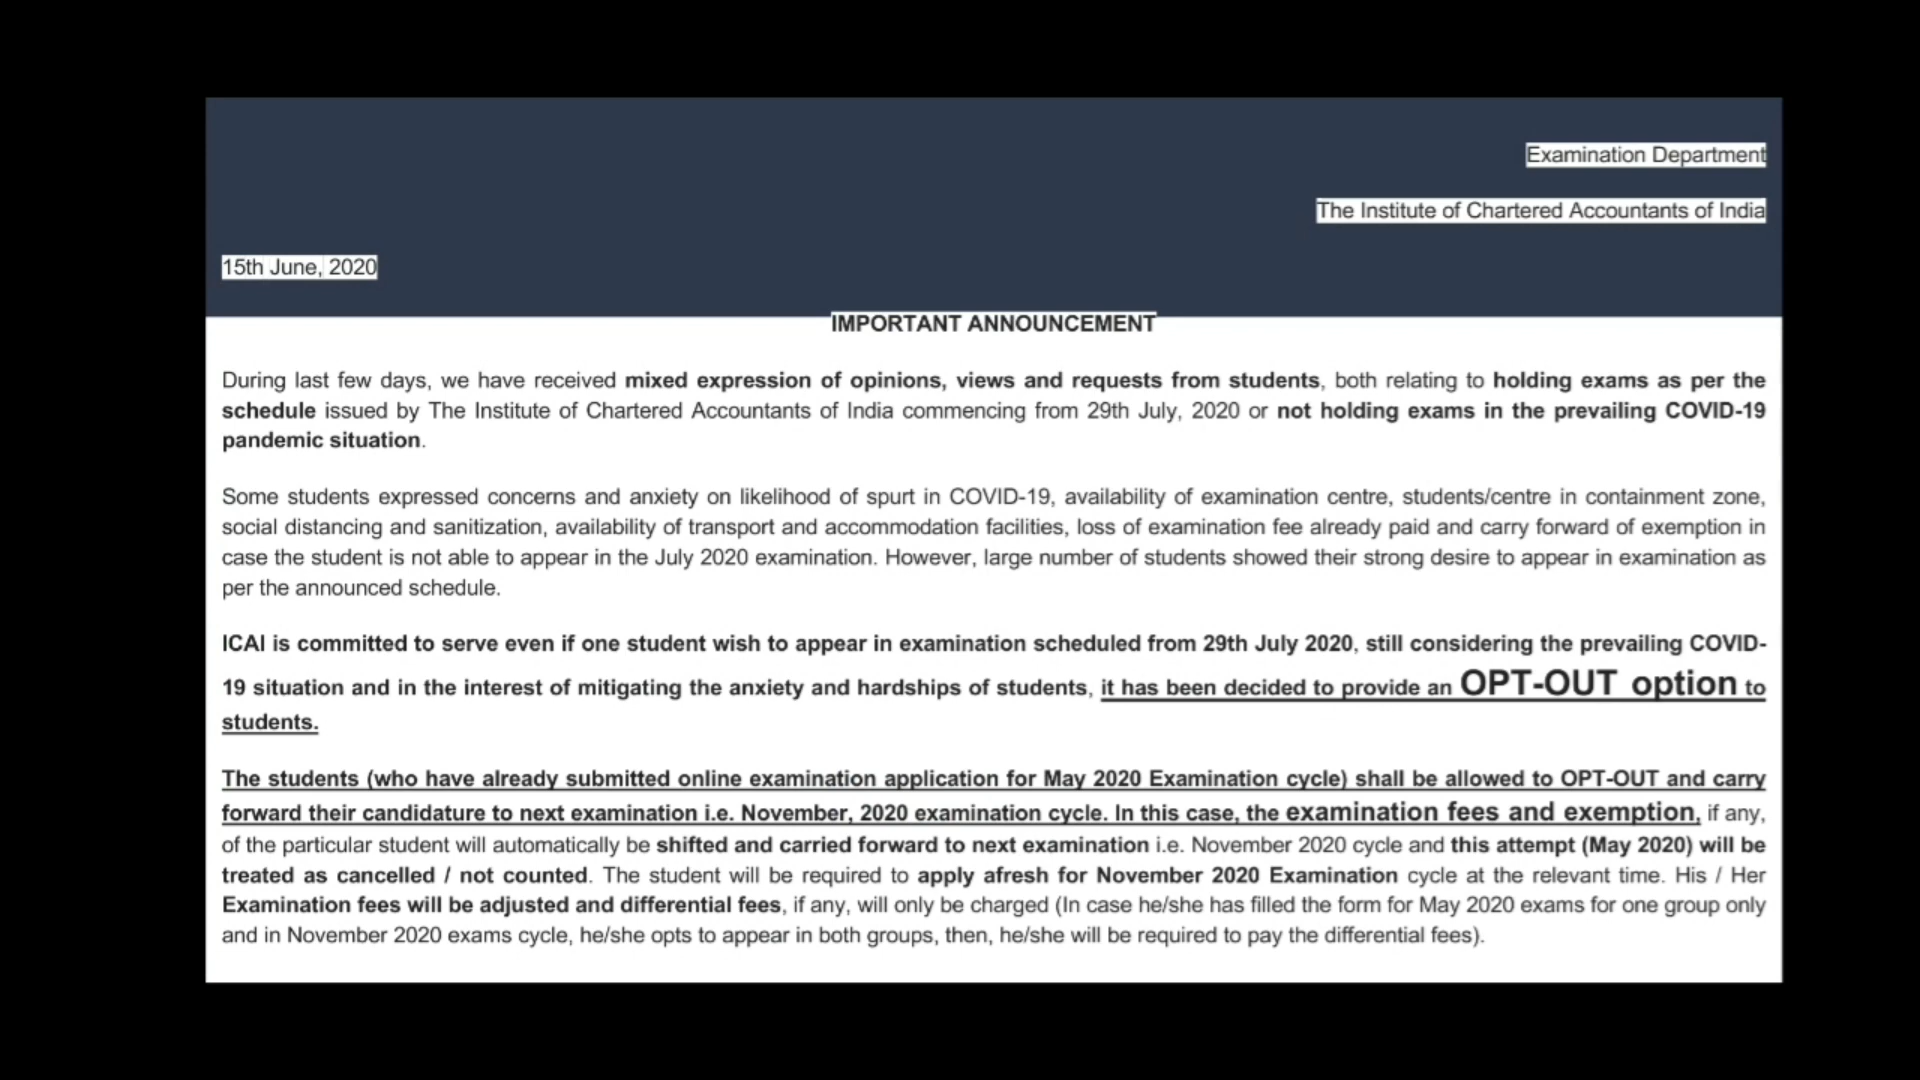 Examination Department
The Institute of Chartered Accountants of India
15th June, 2020
IMPORTANT ANNOUNCEMENT
During last few days, we have received mixed expression of opinions, views and requests from students, both relating to holding exams as per the
schedule issued by The Institute of Chartered Accountants of India commencing from 29th July, 2020 or not holding exams in the prevailing COVID-19
pandemic situation.
Some students expressed concerns and anxiety on likelihood of spurt in COVID-19, availability of examination centre, students/centre in containment zone,
social distancing and sanitization, availability of transport and accommodation facilities, loss of examination fee already paid and carry forward of exemption in
case the student is not able to appear in the July 2020 examination. However, large number of students showed their strong desire to appear in examination as
per the announced schedule.
ICAI is committed to serve even if one student wish to appear in examination scheduled from 29th July 2020, still considering the prevailing COVID-
19 situation and in the interest of mitigating the anxiety and hardships of students, it has been decided to provide an OPT-OUT option to
students.
The students (who have already submitted online examination application for May 2020 Examination cycle) shall be allowed to OPT-OUT and carry
forward their candidature to next examination i.e. November, 2020 examination cycle. In this case, the examination fees and exemption, if any,
of the particular student will automatically be shifted and carried forward to next examination i.e. November 2020 cycle and this attempt (May 2020) will be
treated as cancelled / not counted. The student will be required to apply afresh for November 2020 Examination cycle at the relevant time. His / Her
Examination fees will be adjusted and differential fees, if any, will only be charged (In case he/she has filled the form for May 2020 exams for one group only
and in November 2020 exams cycle, he/she opts to appear in both groups, then, he/she will be required to pay the differential fees).